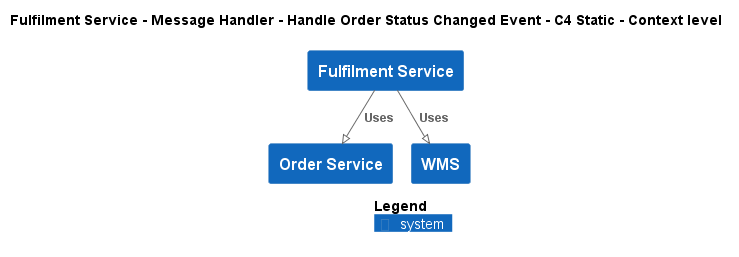 Fulfilment Service - Message Handler - Handle Order Status Changed Event - C4 Static - Context level
Fulfilment Service
Uses Uses
Order Service WMS
Legend
system